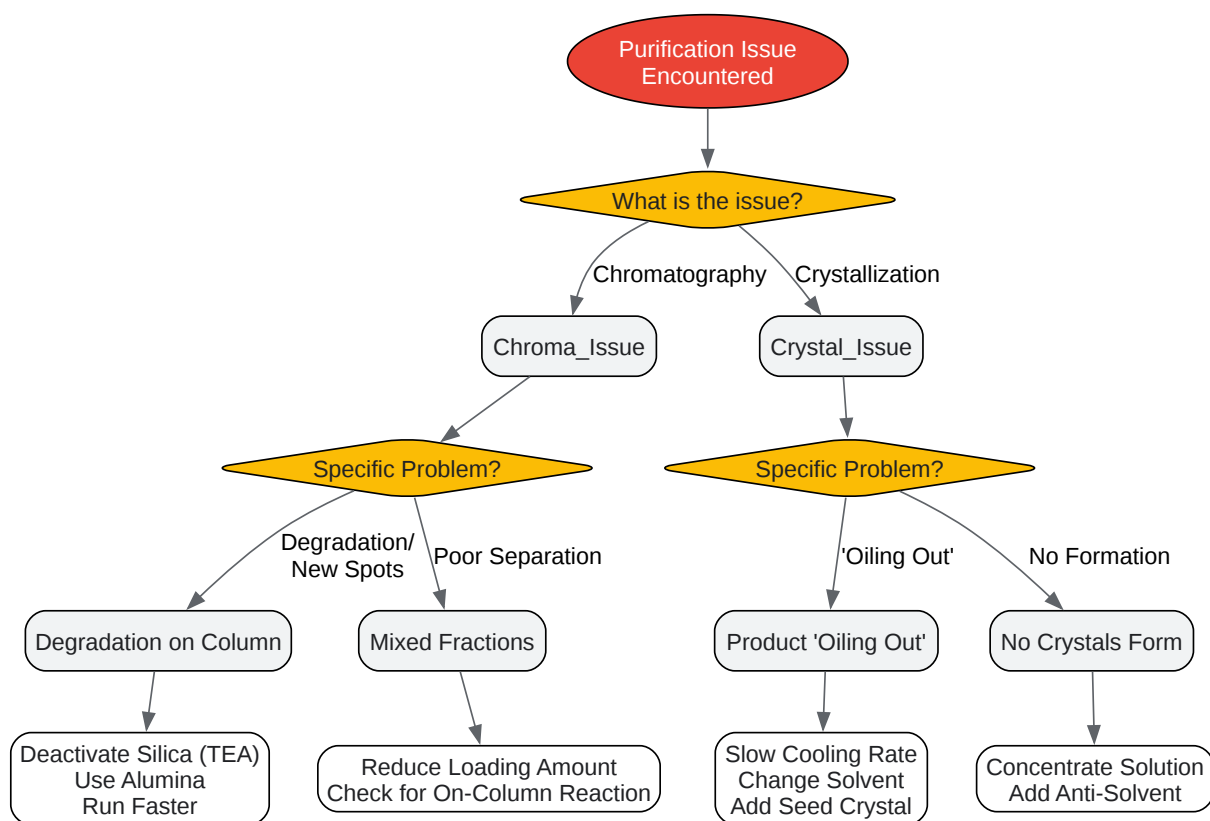 Purification Issue
Encountered
What is the issue?
Chromatography
Crystallization
Chroma_Issue
Crystal_Issue
Specific Problem?
Specific Problem?
Degradation/
New Spots
Poor Separation
'Oiling Out'
No Formation
Degradation on Column
Mixed Fractions
Product 'Oiling Out'
No Crystals Form
Deactivate Silica (TEA)
Use Alumina
Run Faster
Reduce Loading Amount
Check for On-Column Reaction
Slow Cooling Rate
Change Solvent
Add Seed Crystal
Concentrate Solution
Add Anti-Solvent